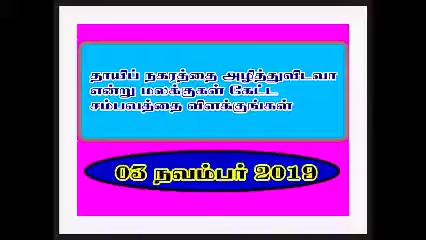 தாயிப் நகரத்தை அழித்துவிடவா
என்று மலக்குகள் கேட்ட
சம்பவத்தை விளக்குங்கள்
03 நவம்பர் 2019